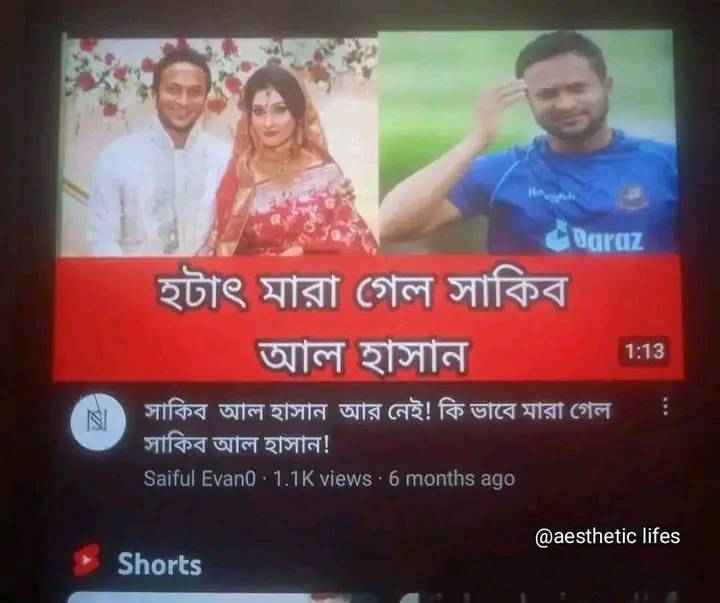 Daraz
হটাৎ মারা গেল সাকিব
আল হাসান
1:13
সাকিব আল হাসান আর নেই! কি ভাবে মারা গেল
সাকিব আল হাসান!
Saiful Evan0 · 1.1K views · 6 months ago
@aesthetic lifes
Shorts